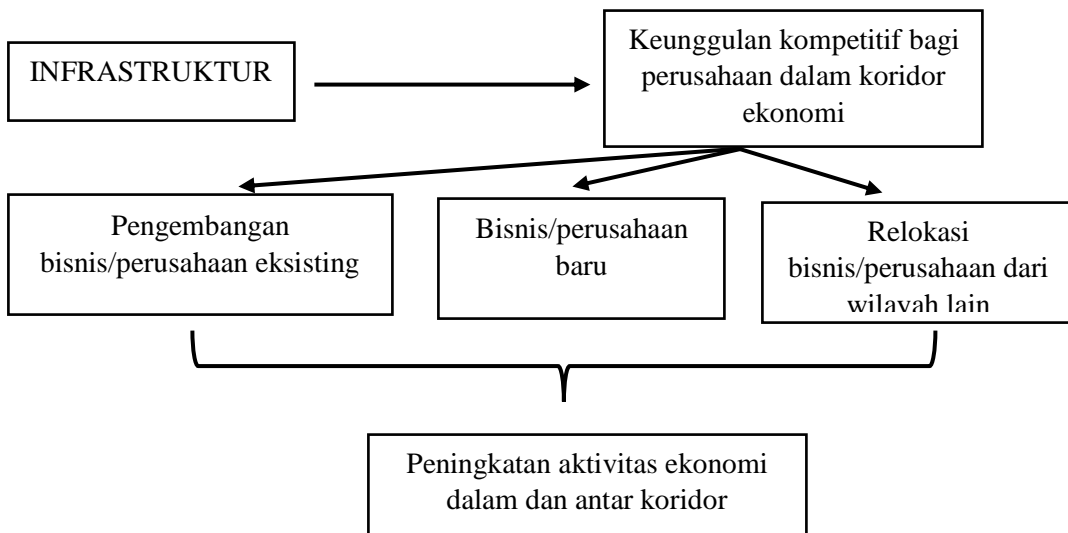 INFRASTRUKTUR
Keunggulan kompetitif bagi
perusahaan dalam koridor
ekonomi
Pengembangan
bisnis/perusahaan eksisting
Bisnis/perusahaan
baru
Relokasi
bisnis/perusahaan dari
wilayah lain
Peningkatan aktivitas ekonomi
dalam dan antar koridor